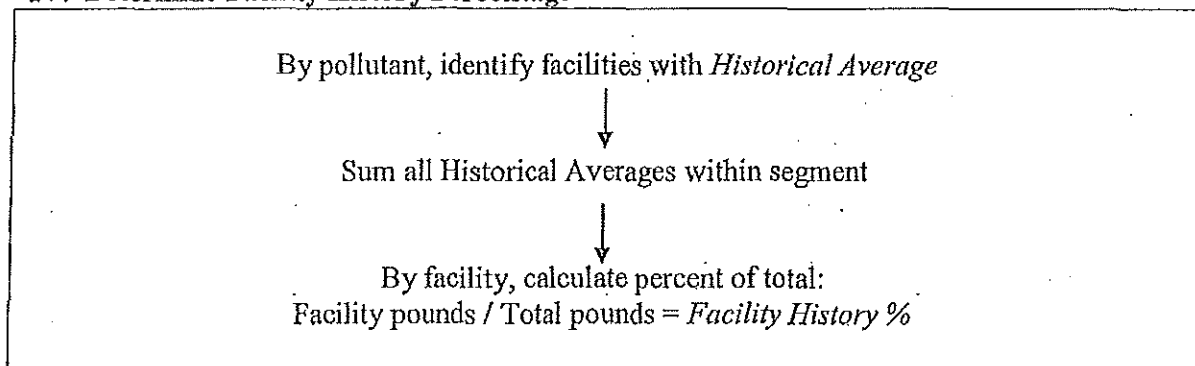 By pollutant, identify facilities with Historical Average
Sum all Historical Averages within segment
By facility, calculate percent of total:
Facility pounds / Total pounds = Facility History %